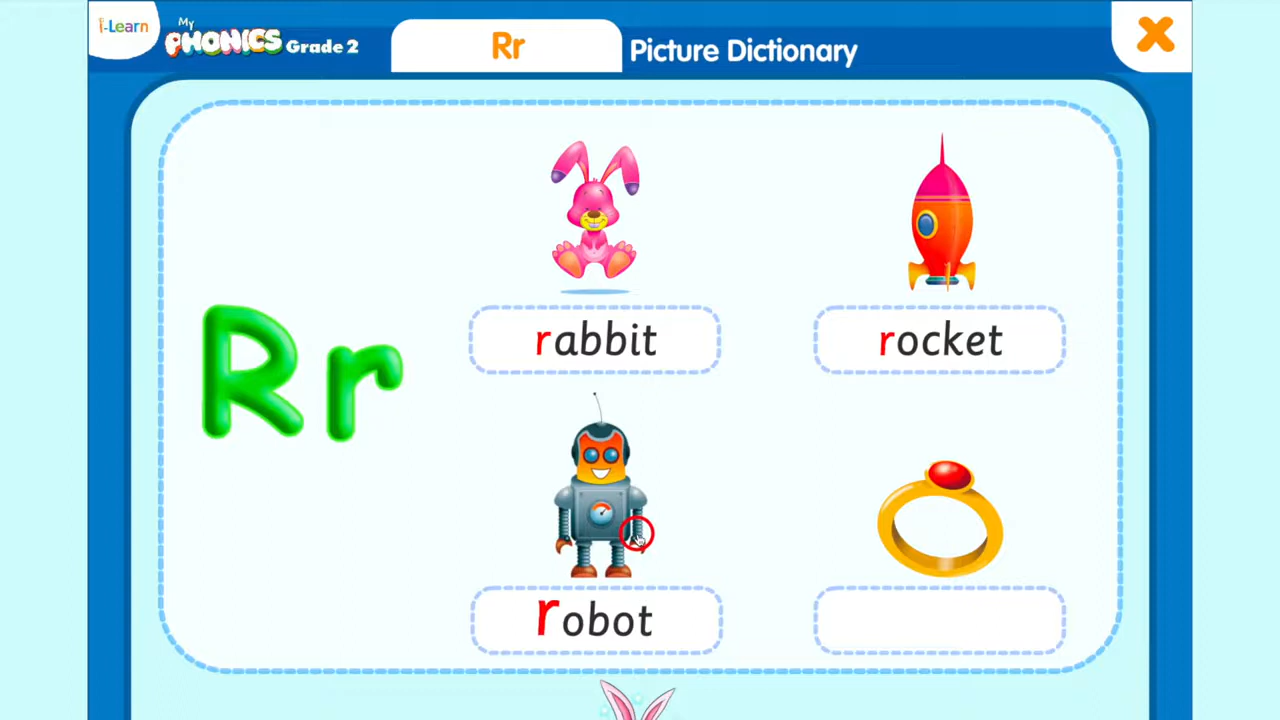 i-Learn
My
PHONICS Grade 2
Rr
Picture Dictionary
Rr
rabbit
rocket
robot